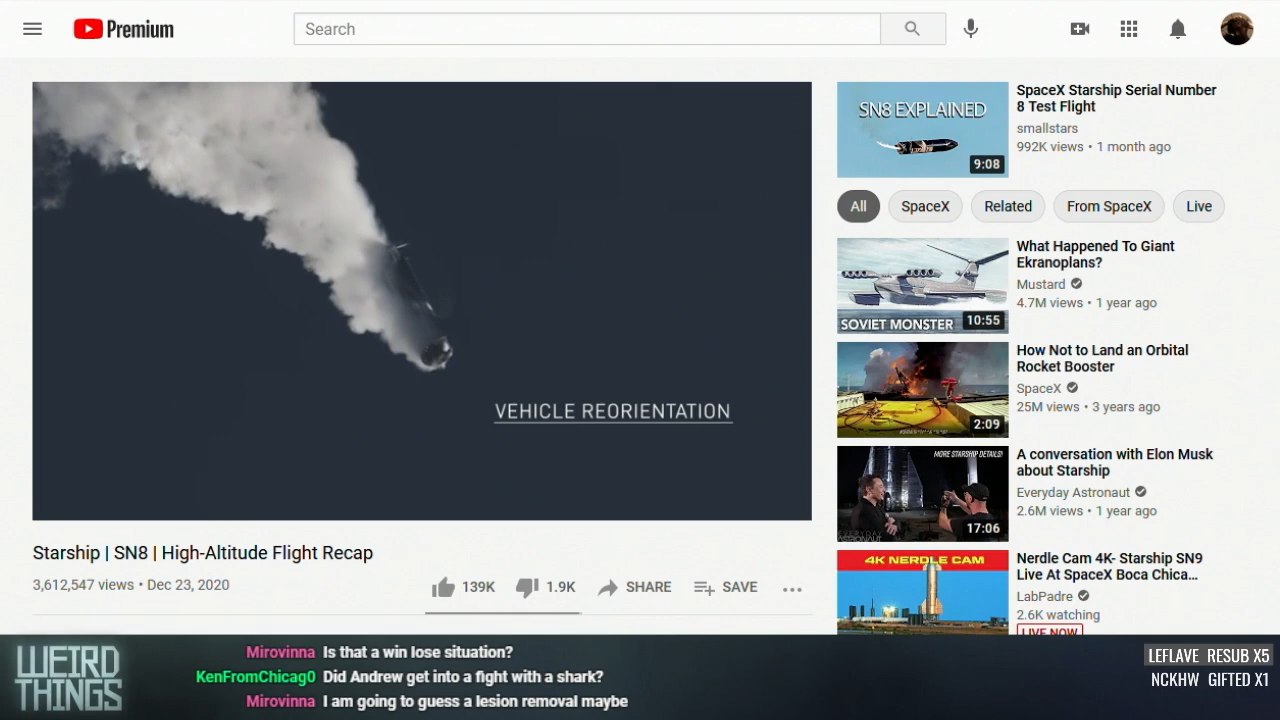 Premium
Search
VEHICLE REORIENTATION
Starship | SN8 | High-Altitude Flight Recap
3,612,547 views • Dec 23, 2020
139K
1.9K
SHARE
SAVE
SN8 EXPLAINED
9:08
SpaceX Starship Serial Number
8 Test Flight
smallstars
992K views • 1 month ago
All
SpaceX
Related
From SpaceX
Live
SOVIET MONSTER
10:55
What Happened To Giant
Ekranoplans?
Mustard
4.7M views • 1 year ago
2:09
How Not to Land an Orbital
Rocket Booster
SpaceX
25M views • 3 years ago
MORE STARSHIP DETAILS!
17:06
A conversation with Elon Musk
about Starship
Everyday Astronaut
2.6M views • 1 year ago
4K NERDLE CAM
Nerdle Cam 4K- Starship SN9
Live At SpaceX Boca Chica...
LabPadre
2.6K watching
LIVE NOW
WEIRD
THINGS
Mirovinna Is that a win lose situation?
KenFromChicag0 Did Andrew get into a fight with a shark?
Mirovinna I am going to guess a lesion removal maybe
LEFLAVE RESUB X5
NCKHW GIFTED X1